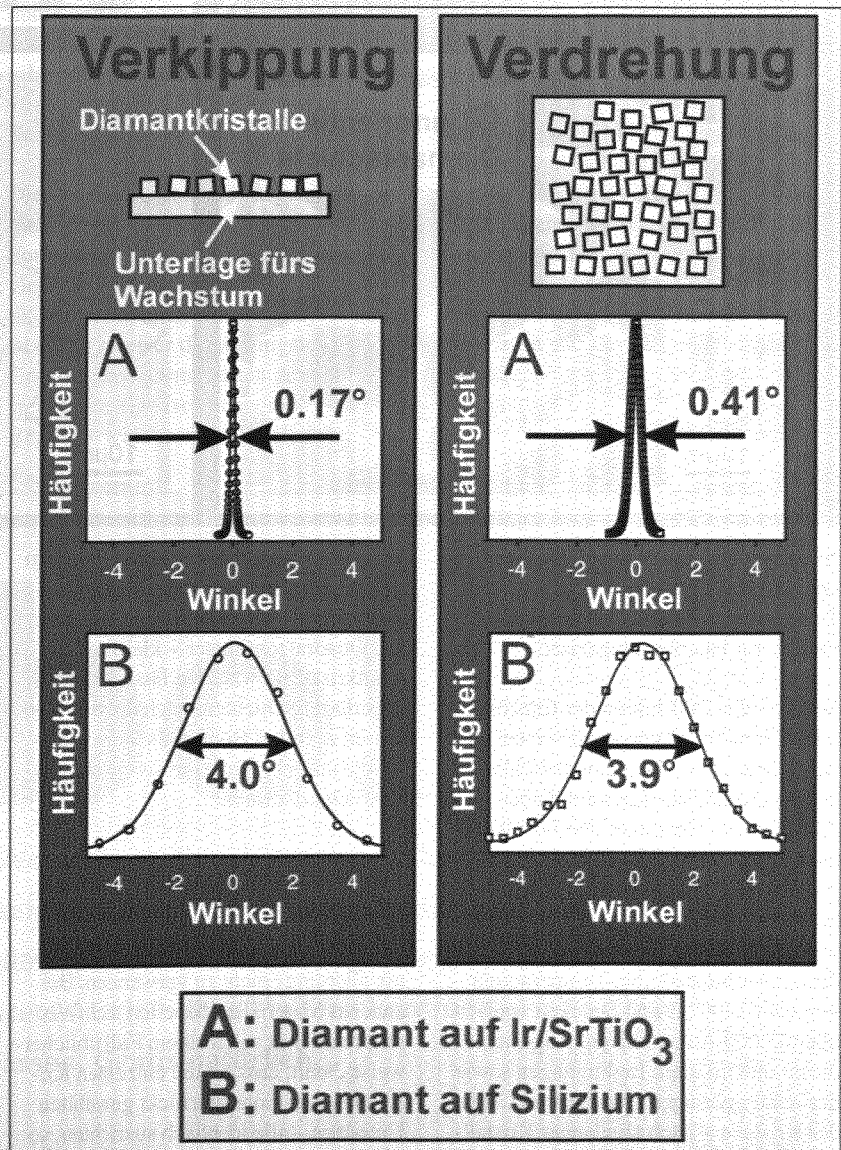 Verkippung
Diamantkristalle
Unterlage fürs
Wachstum
A
0.17°
Häufigkeit
-4 -2 0 2 4
Winkel
B
4.0°
Häufigkeit
-4 -2 0 2 4
Winkel
Verdrehung
A
0.41°
Häufigkeit
-4 -2 0 2 4
Winkel
B
3.9°
Häufigkeit
-4 -2 0 2 4
Winkel
A: Diamant auf Ir/SrTiO₃
B: Diamant auf Silizium